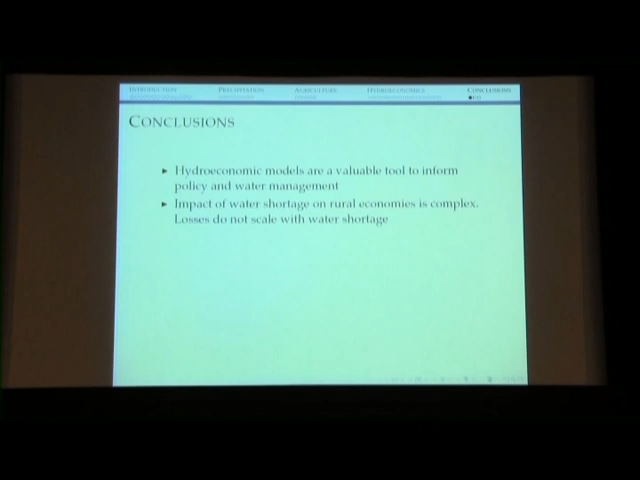 INTRODUCTION PRECIPITATION AGRICULTURE HYDROECONOMICS CONCLUSIONS
CONCLUSIONS
► Hydroeconomic models are a valuable tool to inform
policy and water management
► Impact of water shortage on rural economies is complex.
Losses do not scale with water shortage